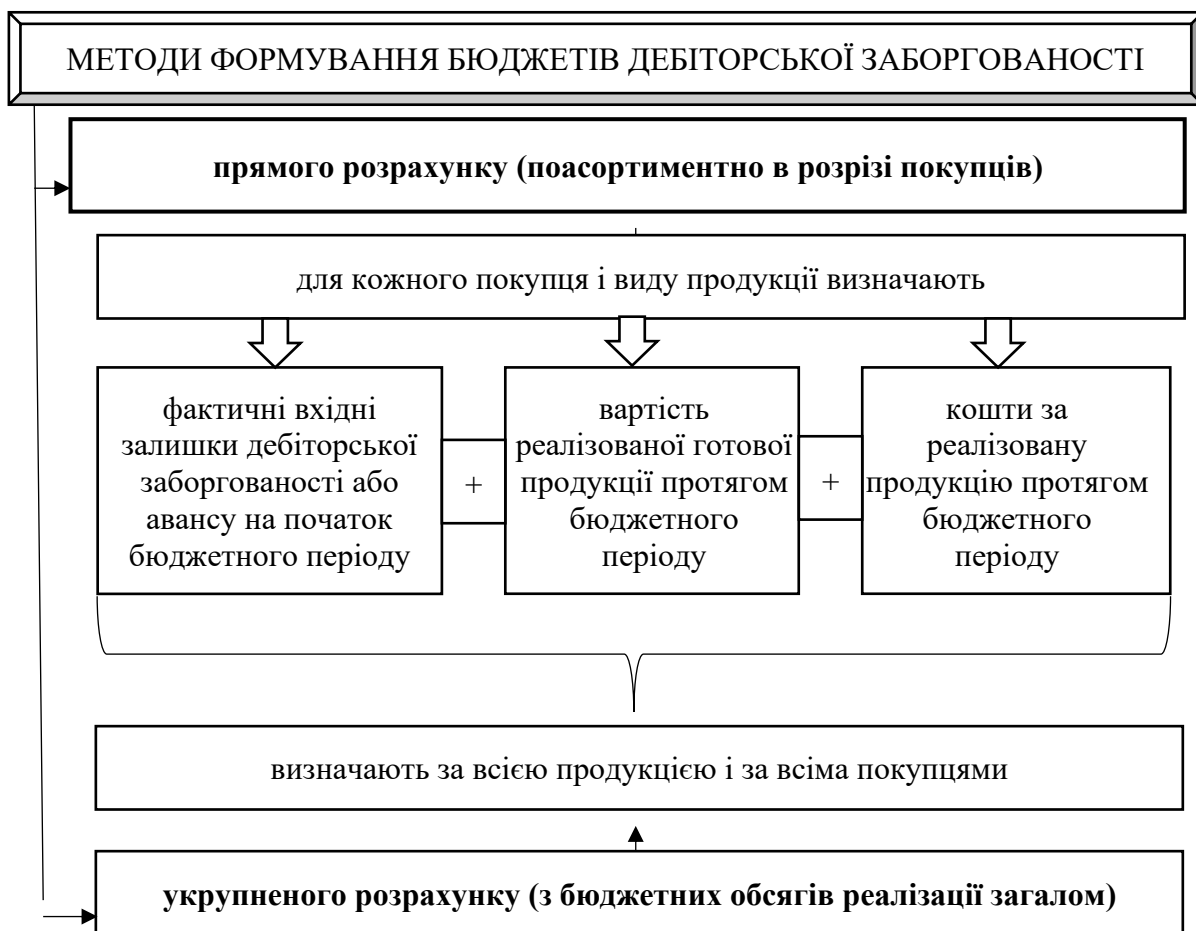 МЕТОДИ ФОРМУВАННЯ БЮДЖЕТІВ ДЕБІТОРСЬКОЇ ЗАБОРГОВАНОСТІ
прямого розрахунку (поасортиментно в розрізі покупців)
для кожного покупця і виду продукції визначають
фактичні вхідні
залишки дебіторської
заборгованості або
авансу на початок
бюджетного періоду
+
вартість
реалізованої готової
продукції протягом
бюджетного
періоду
+
кошти за
реалізовану
продукцію протягом
бюджетного
періоду
визначають за всією продукцією і за всіма покупцями
укрупненого розрахунку (з бюджетних обсягів реалізації загалом)